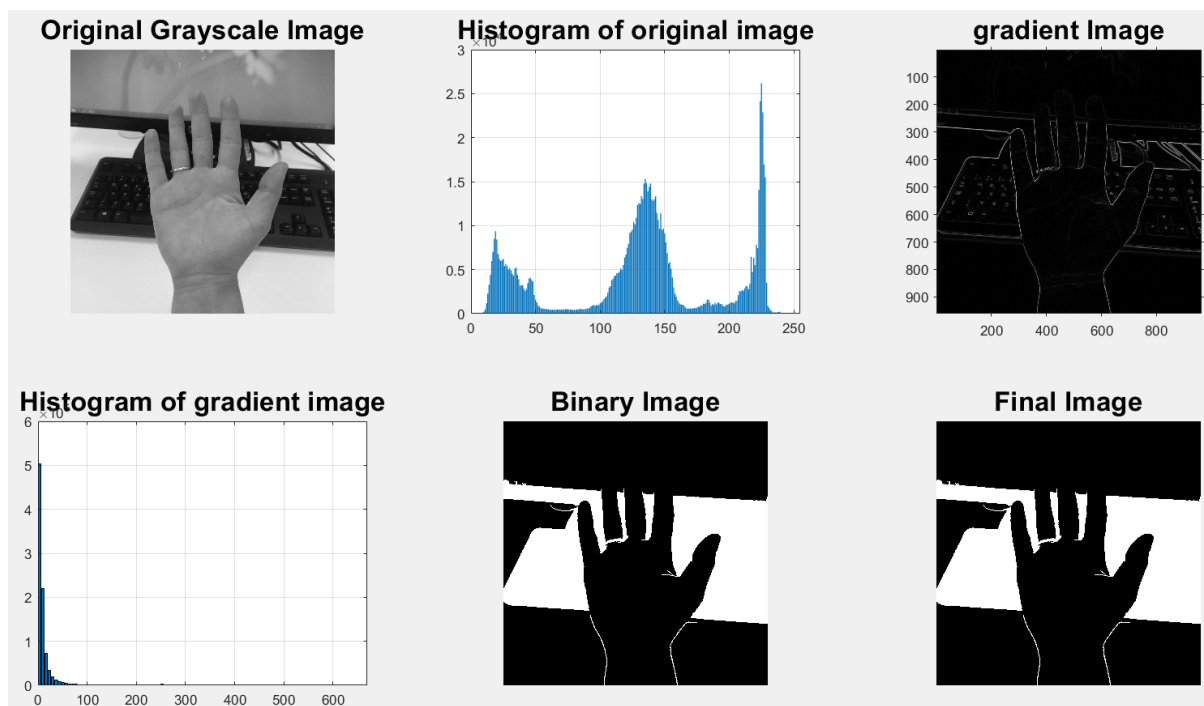 Original Grayscale Image
Histogram of original image
gradient Image
3
2.5
2
1.5
1
0.5
0
0 50 100 150 200 250
100
200
300
400
500
600
700
800
900
200 400 600 800
Histogram of gradient image
Binary Image
Final Image
6
5
4
3
2
1
0
0 100 200 300 400 500 600